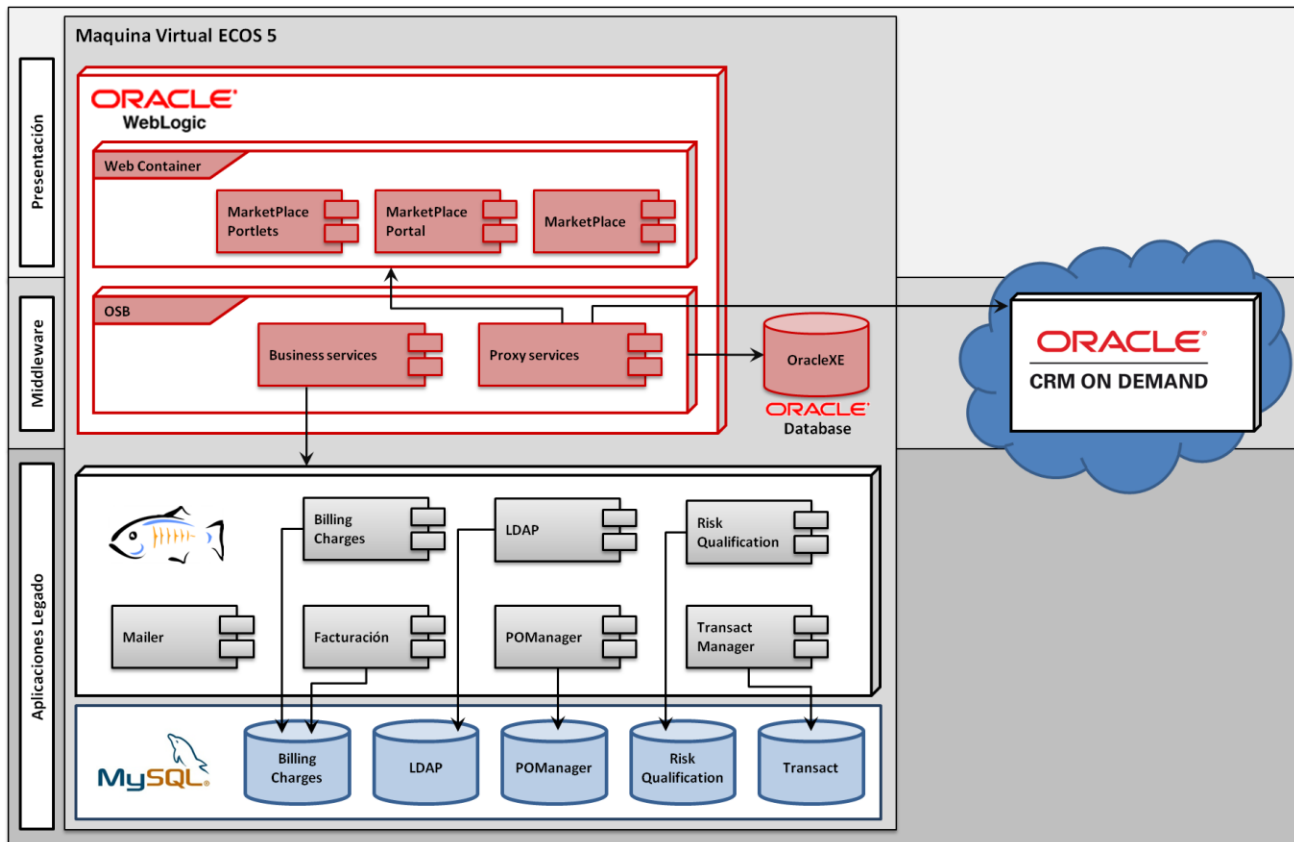 Maquina Virtual ECOS 5
Presentación
ORACLE
WebLogic
Web Container
MarketPlace
Portlets
MarketPlace
Portal
MarketPlace
Middleware
OSB
Business services
Proxy services
OracleXE
ORACLE
Database
ORACLE
CRM ON DEMAND
Aplicaciones Legado
Billing
Charges
LDAP
Risk
Qualification
Mailer
Facturación
POManager
Transact
Manager
MySQL
Billing
Charges
LDAP
POManager
Risk
Qualification
Transact